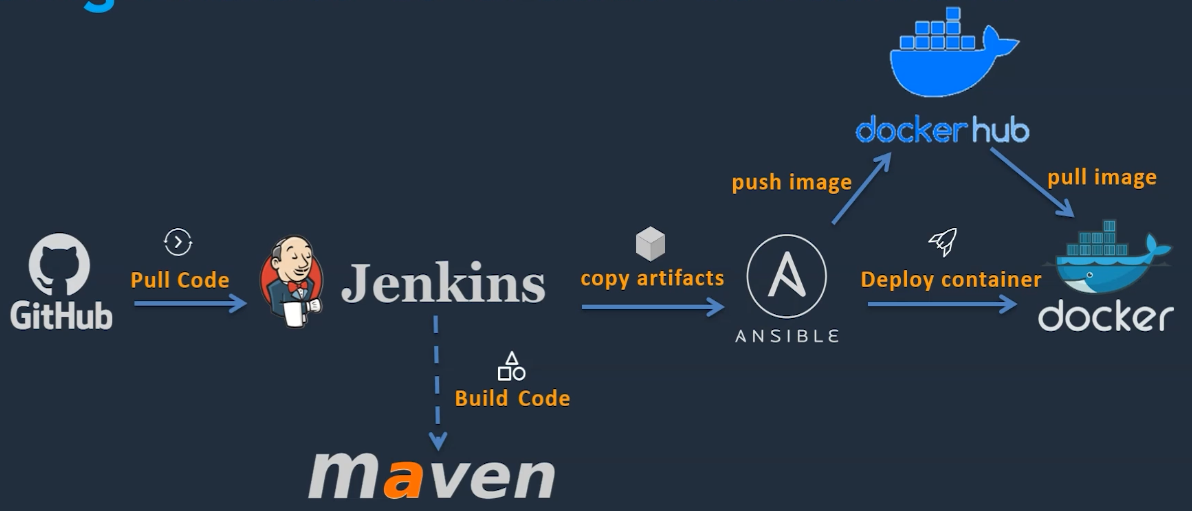 dockerhub
push image
pull image
Pull Code
copy artifacts
Deploy container
GitHub
Jenkins
ANSIBLE
docker
Build Code
maven